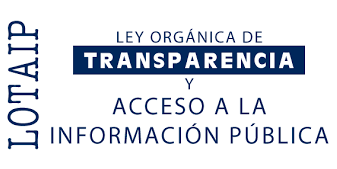 LOTAIP
LEY ORGÁNICA DE
TRANSPARENCIA
Y
ACCESO A LA
INFORMACIÓN PÚBLICA